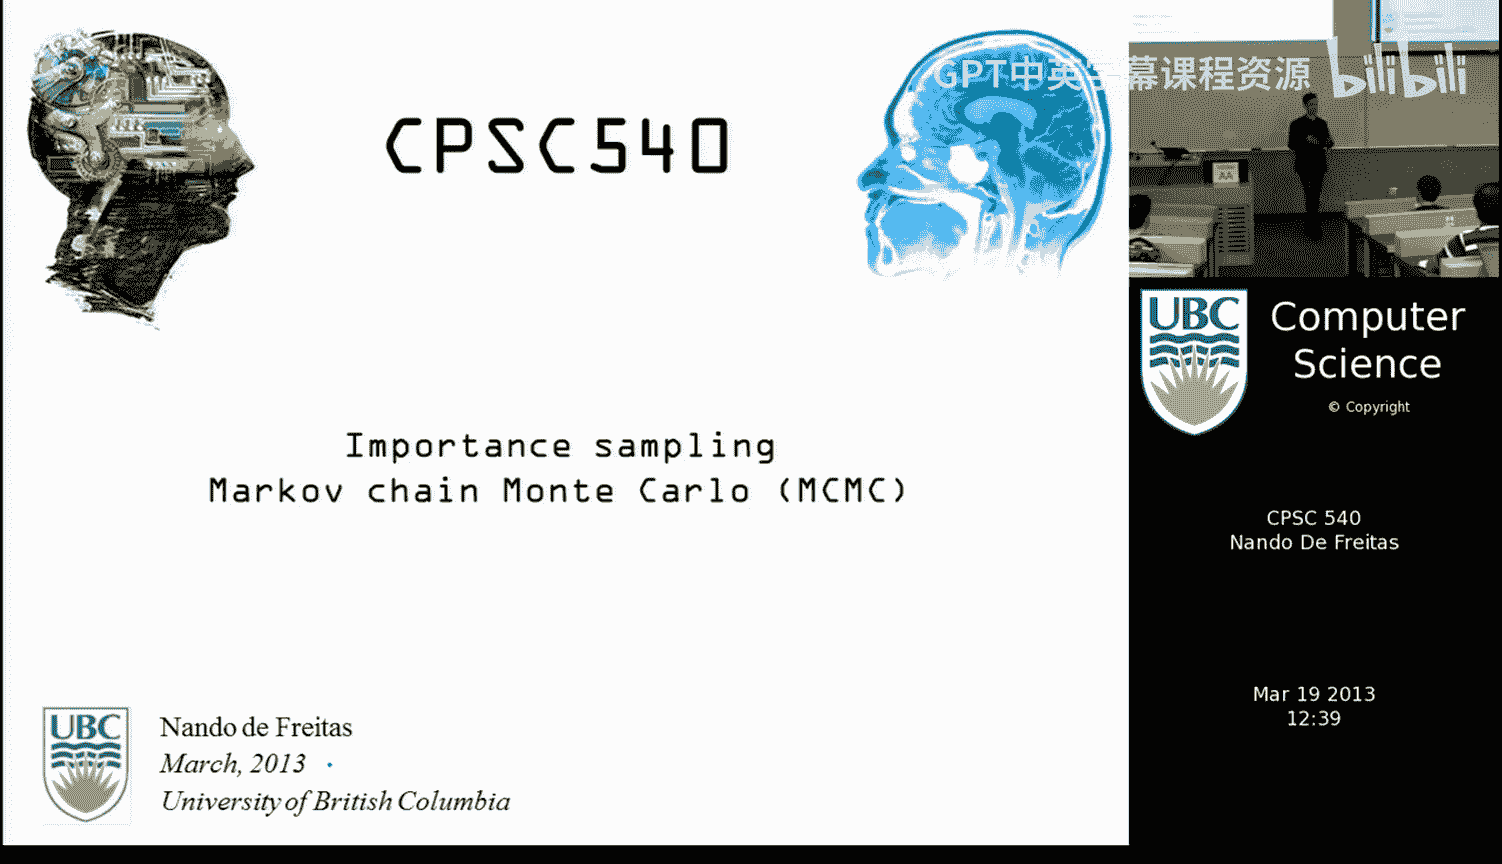 CPSC540
Importance sampling
Markov chain Monte Carlo (MCMC)
UBC
Nando de Freitas
March, 2013
University of British Columbia
GPT中英字幕课程资源 bilibili
UBC
Computer
Science
© Copyright
CPSC 540
Nando De Freitas
Mar 19 2013
12:39